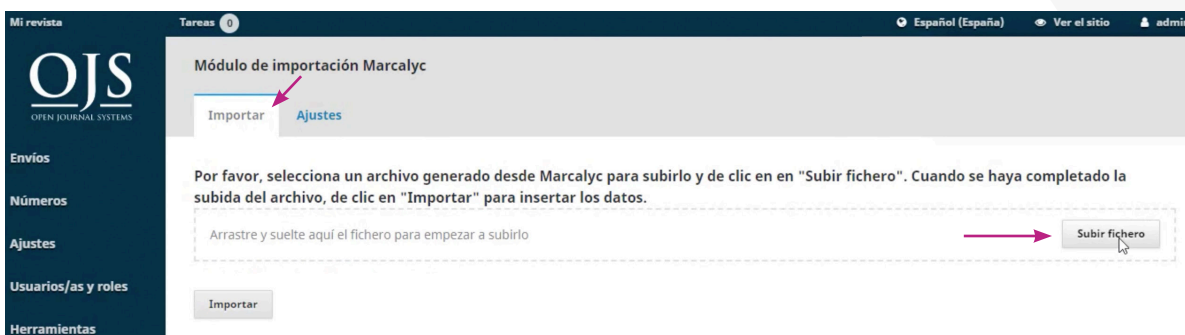 Mi revista
Tareas 0
Español (España)
Ver el sitio
OJS
OPEN JOURNAL SYSTEMS
Envíos
Números
Ajustes
Usuarios/as y roles
Herramientas
Módulo de importación Marcalyc
Importar
Ajustes
Por favor, selecciona un archivo generado desde Marcalyc para subirlo y de clic en en "Subir fichero". Cuando se haya completado la
subida del archivo, de clic en "Importar" para insertar los datos.
Arrastre y suelte aquí el fichero para empezar a subirlo
Subir fichero
Importar